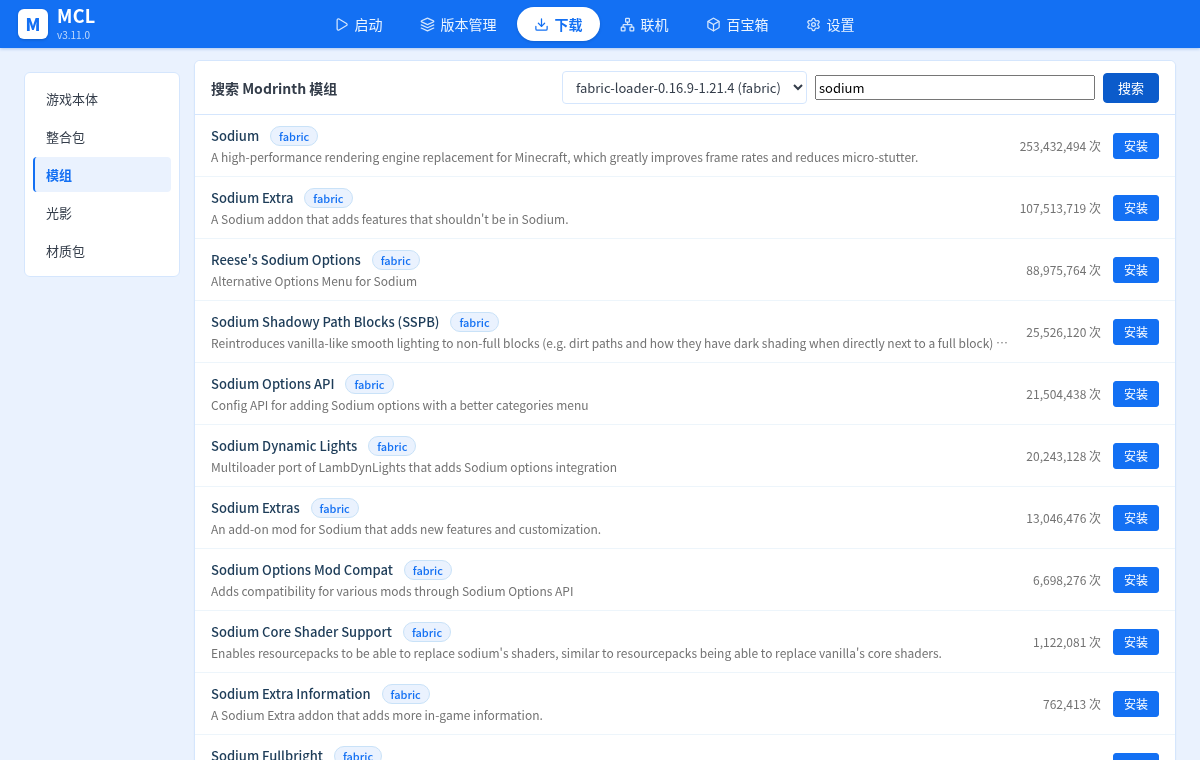 M
MCL
v3.11.0
启动
版本管理
下载
联机
百宝箱
设置
游戏本体
整合包
模组
光影
材质包
搜索 Modrinth 模组
fabric-loader-0.16.9-1.21.4 (fabric)
sodium
搜索
Sodium fabric
A high-performance rendering engine replacement for Minecraft, which greatly improves frame rates and reduces micro-stutter.
253,432,494 次
安装
Sodium Extra fabric
A Sodium addon that adds features that shouldn't be in Sodium.
107,513,719 次
安装
Reese's Sodium Options fabric
Alternative Options Menu for Sodium
88,975,764 次
安装
Sodium Shadowy Path Blocks (SSPB) fabric
Reintroduces vanilla-like smooth lighting to non-full blocks (e.g. dirt paths and how they have dark shading when directly next to a full block) …
25,526,120 次
安装
Sodium Options API fabric
Config API for adding Sodium options with a better categories menu
21,504,438 次
安装
Sodium Dynamic Lights fabric
Multiloader port of LambDynLights that adds Sodium options integration
20,243,128 次
安装
Sodium Extras fabric
An add-on mod for Sodium that adds new features and customization.
13,046,476 次
安装
Sodium Options Mod Compat fabric
Adds compatibility for various mods through Sodium Options API
6,698,276 次
安装
Sodium Core Shader Support fabric
Enables resourcepacks to be able to replace sodium's shaders, similar to resourcepacks being able to replace vanilla's core shaders.
1,122,081 次
安装
Sodium Extra Information fabric
A Sodium Extra addon that adds more in-game information.
762,413 次
安装
Sodium Fullbright fabric